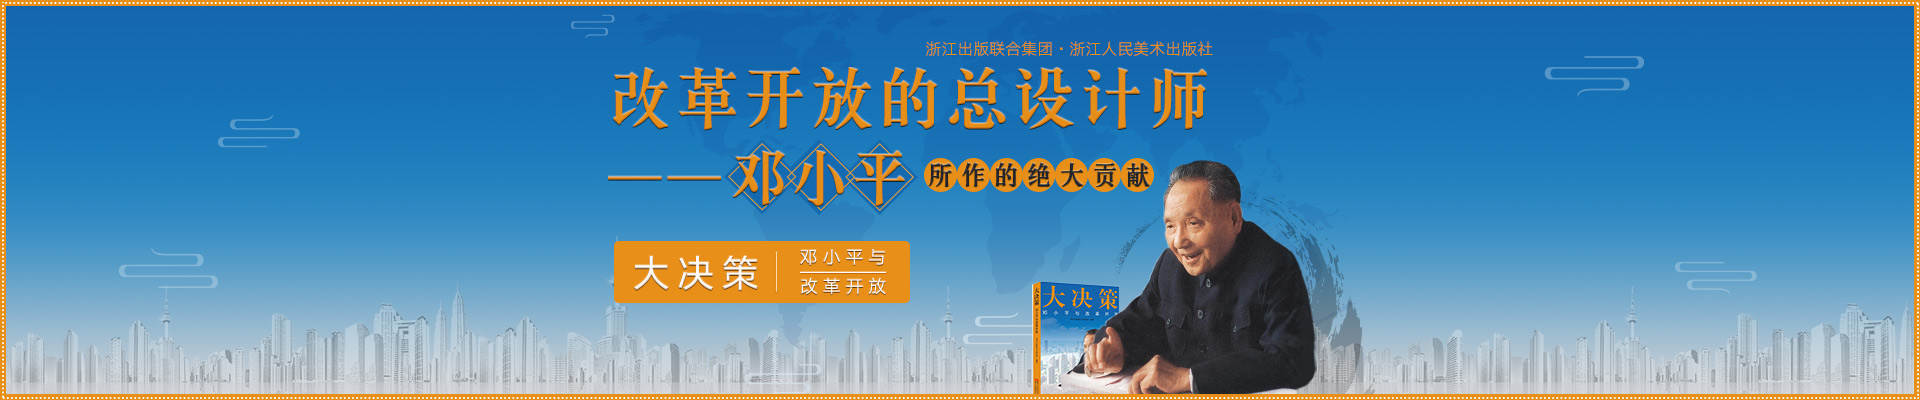 浙江出版联合集团·浙江人民美术出版社
改革开放的总设计师
——邓小平所作的绝大贡献
大决策
邓小平与
改革开放
大决策
邓小平与改革开放
大决策